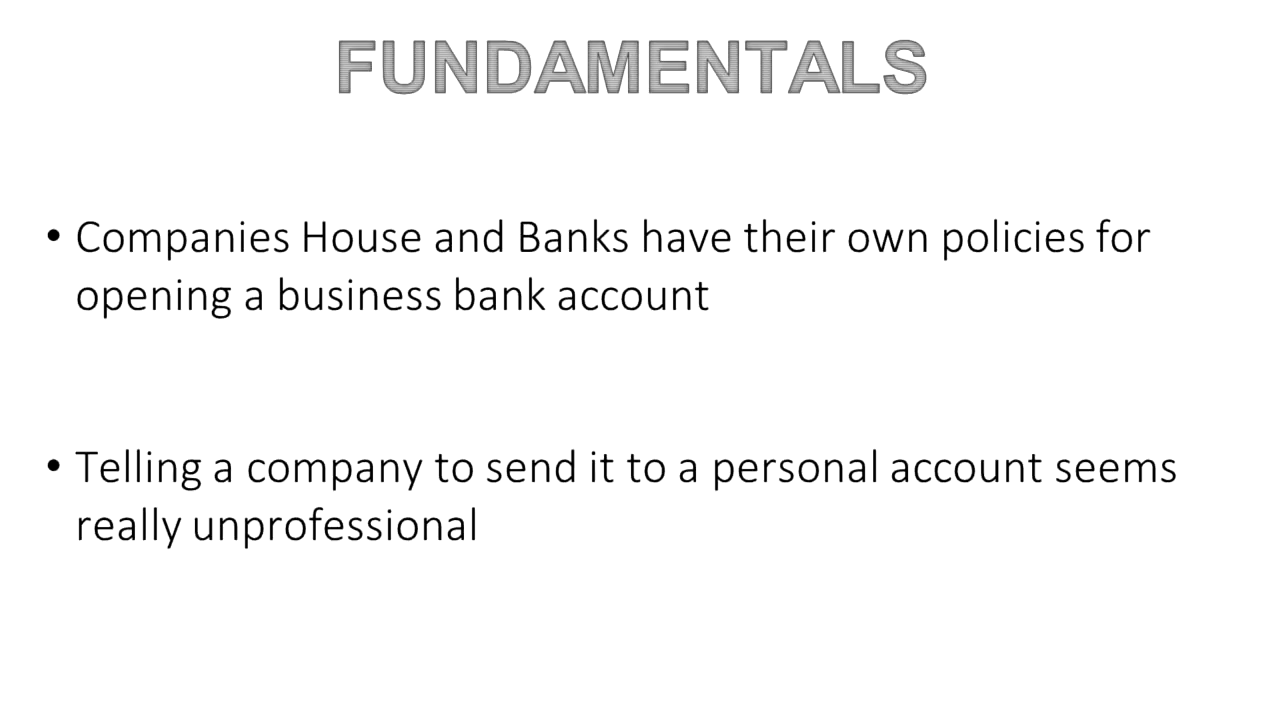 FUNDAMENTALS
• Companies House and Banks have their own policies for
opening a business bank account
• Telling a company to send it to a personal account seems
really unprofessional